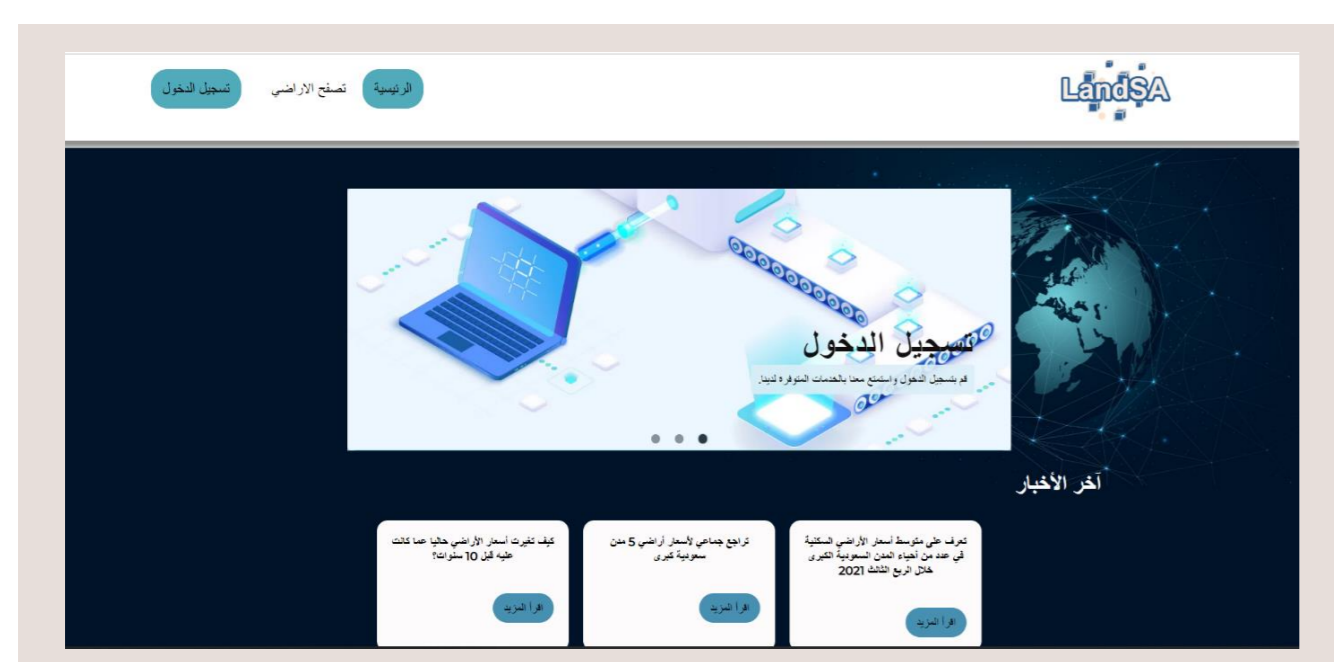 LandSA
الرئيسية
تصفح الاراضي
تسجيل الدخول
تسجيل الدخول
قم بتسجيل الدخول واستمتع معنا بالخدمات المتوفرة لدينا.
آخر الأخبار
تعرف على متوسط أسعار الأراضي السكنية
في عدد من أحياء المدن السعودية الكبرى
خلال الربع الثالث 2021
اقرأ المزيد
تراجع جماعي لأسعار أراضي 5 مدن
سعودية كبرى
اقرأ المزيد
كيف تغيرت أسعار الأراضي حاليا عما كانت
عليه قبل 10 سنوات؟
اقرأ المزيد